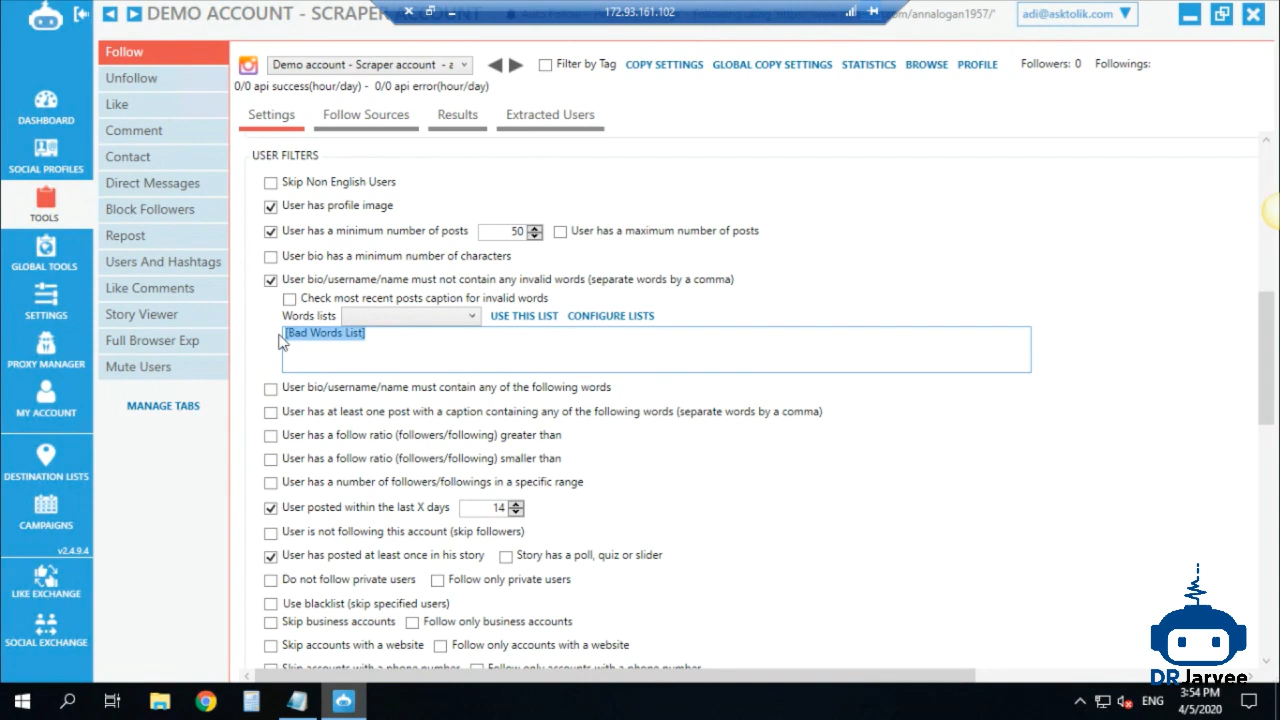 DEMO ACCOUNT - SCRAPER ACCOUNT
172.93.161.102
/annalogan1957/'
adi@asktolik.com
DASHBOARD
SOCIAL PROFILES
TOOLS
GLOBAL TOOLS
SETTINGS
PROXY MANAGER
MY ACCOUNT
DESTINATION LISTS
CAMPAIGNS
v2.4.9.4
LIKE EXCHANGE
SOCIAL EXCHANGE
Follow
Unfollow
Like
Comment
Contact
Direct Messages
Block Followers
Repost
Users And Hashtags
Like Comments
Story Viewer
Full Browser Exp
Mute Users
MANAGE TABS
Demo account - Scraper account - a
Filter by Tag
COPY SETTINGS
GLOBAL COPY SETTINGS
STATISTICS
BROWSE
PROFILE
Followers: 0
Followings:
0/0 api success(hour/day) - 0/0 api error(hour/day)
Settings
Follow Sources
Results
Extracted Users
USER FILTERS
Skip Non English Users
User has profile image
User has a minimum number of posts 50 User has a maximum number of posts
User bio has a minimum number of characters
User bio/username/name must not contain any invalid words (separate words by a comma)
Check most recent posts caption for invalid words
Words lists USE THIS LIST CONFIGURE LISTS
[Bad Words List]
User bio/username/name must contain any of the following words
User has at least one post with a caption containing any of the following words (separate words by a comma)
User has a follow ratio (followers/following) greater than
User has a follow ratio (followers/following) smaller than
User has a number of followers/followings in a specific range
User posted within the last X days 14
User is not following this account (skip followers)
User has posted at least once in his story Story has a poll, quiz or slider
Do not follow private users Follow only private users
Use blacklist (skip specified users)
Skip business accounts Follow only business accounts
Skip accounts with a website Follow only accounts with a website
Skip accounts with a phone number Follow only accounts with a phone number
DR Jarvee
ENG
3:54 PM
4/5/2020